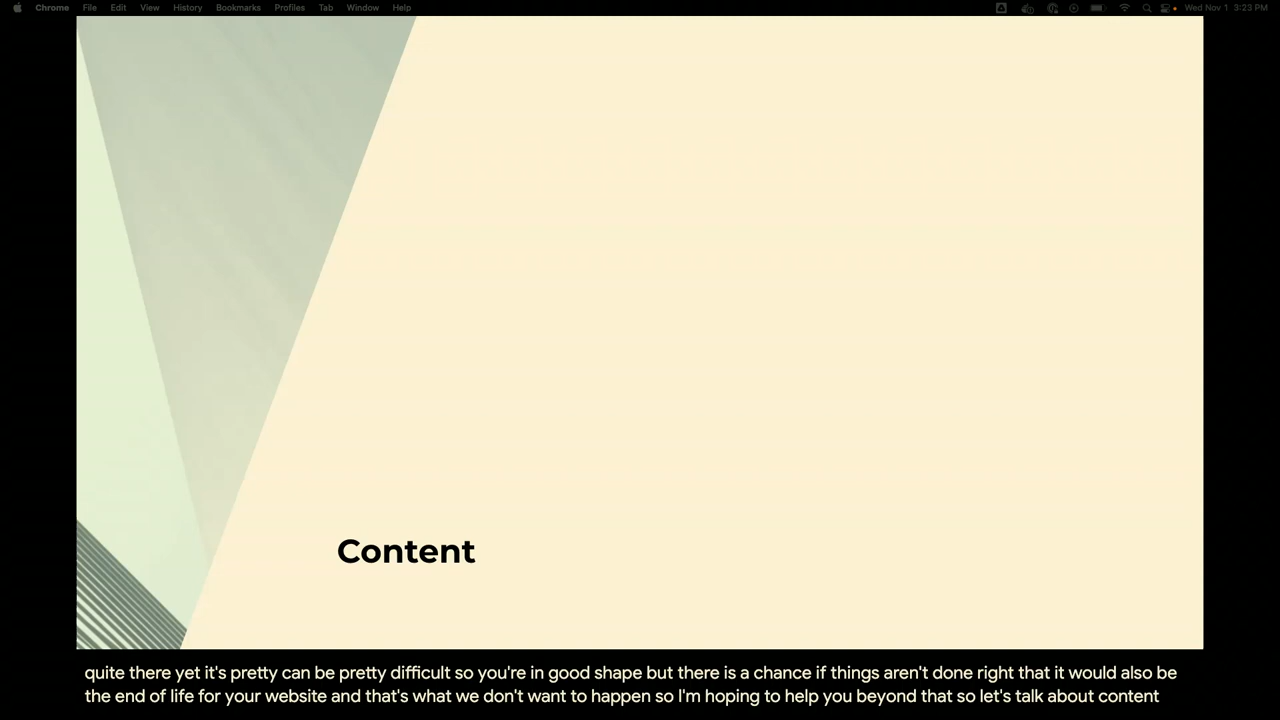 Chrome File Edit View History Bookmarks Profiles Tab Window Help Wed Nov 1 3:23 PM
Content
quite there yet it's pretty can be pretty difficult so you're in good shape but there is a chance if things aren't done right that it would also be
the end of life for your website and that's what we don't want to happen so I'm hoping to help you beyond that so let's talk about content